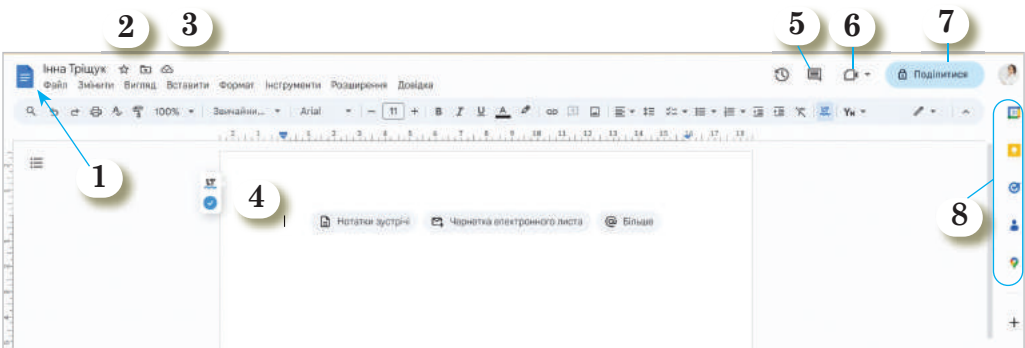 2 3 5 6 7
Інна Тріщук
Файл Змінити Вигляд Вставити Формат Інструменти Розширення Довідка
Поділитися
100% Звичайни... Arial 11 B I U A
1
4
8
Нотатки зустрічі Чернетка електронного листа Більше